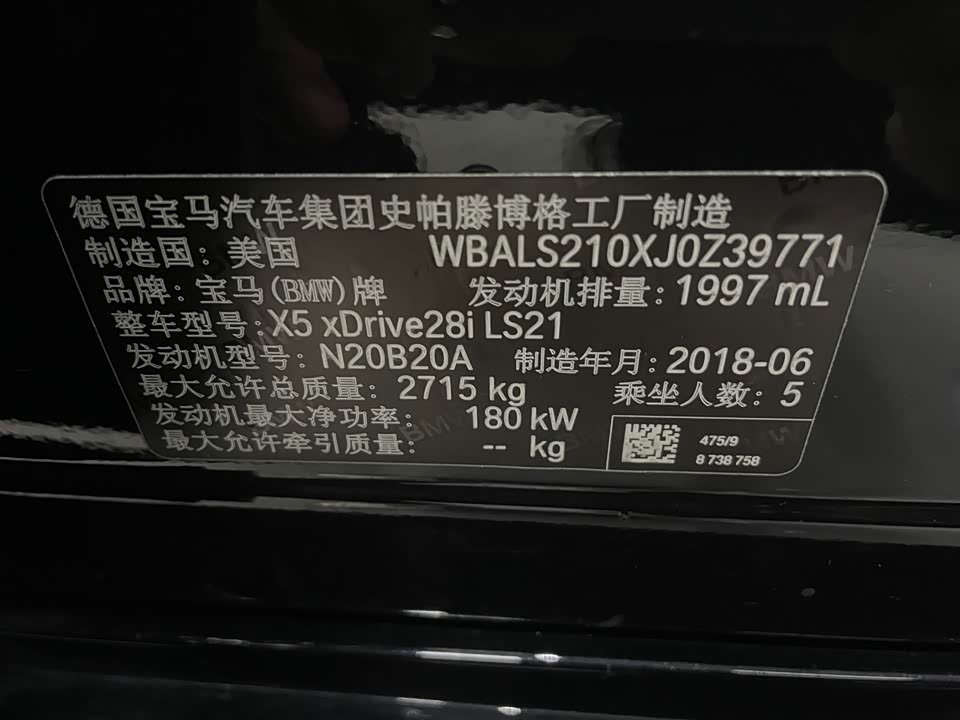 德国宝马汽车集团史帕滕博格工厂制造
制造国：美国 WBALS210XJ0Z39771
品牌：宝马(BMW)牌 发动机排量：1997 mL
整车型号：X5 xDrive28i LS21
发动机型号：N20B20A 制造年月：2018-06
最大允许总质量：2715 kg 乘坐人数：5
发动机最大净功率：180 kW
最大允许牵引质量：-- kg
475/9
8 738 758